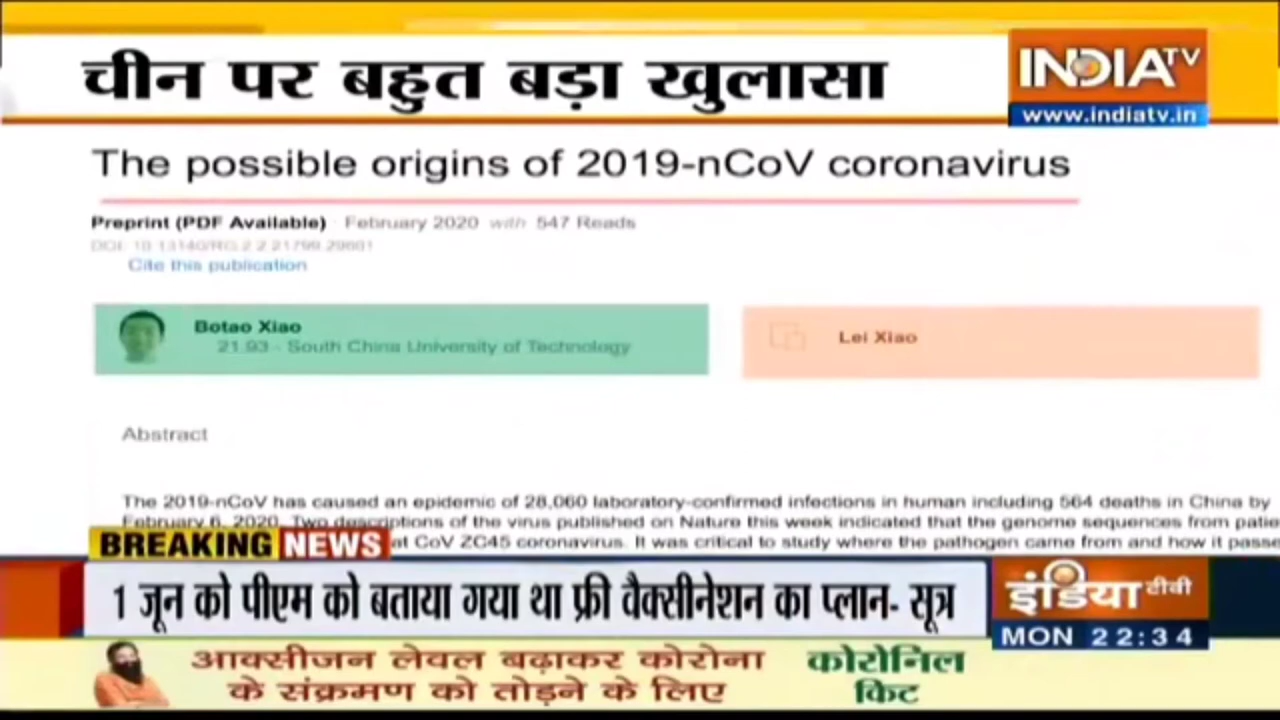 चीन पर बहुत बड़ा खुलासा
INDIA TV
www.indiatv.in
The possible origins of 2019-nCoV coronavirus
Preprint (PDF Available) · February 2020 with 547 Reads
Cite this publication
Botao Xiao
21.93 · South China University of Technology
Lei Xiao
Abstract
The 2019-nCoV has caused an epidemic of 28,060 laboratory-confirmed infections in human including 564 deaths in China by
February 6, 2020. Two descriptions of the virus published on Nature this week indicated that the genome sequences from
at CoV ZC45 coronavirus. It was critical to study where the pathogen came from and how it
BREAKING NEWS
1 जून को पीएम को बताया गया था फ्री वैक्सीनेशन का प्लान- सूत्र
इंडिया टीवी
MON 22:34
आक्सीजन लेवल बढ़ाकर कोरोना
के संक्रमण को तोड़ने के लिए
कोरोनिल
किट